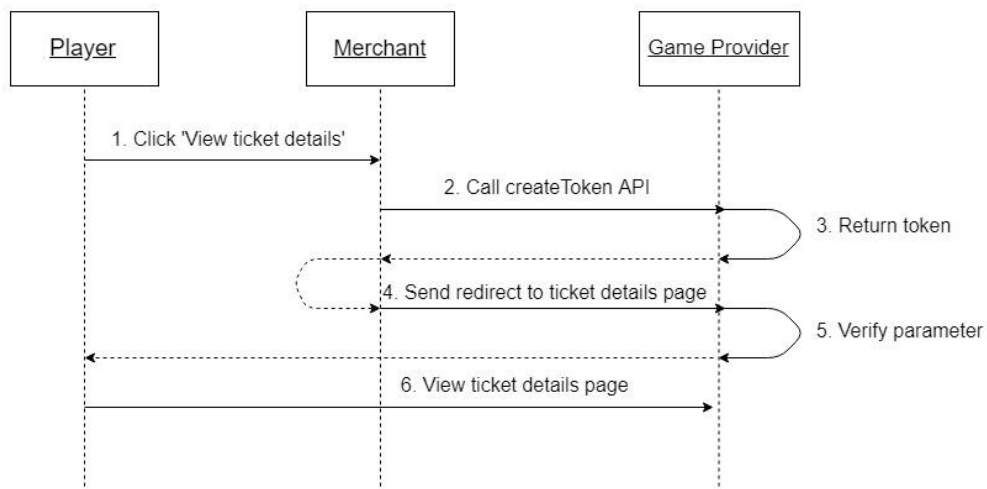 Player
Merchant
Game Provider
1. Click 'View ticket details'
2. Call createToken API
3. Return token
4. Send redirect to ticket details page
5. Verify parameter
6. View ticket details page